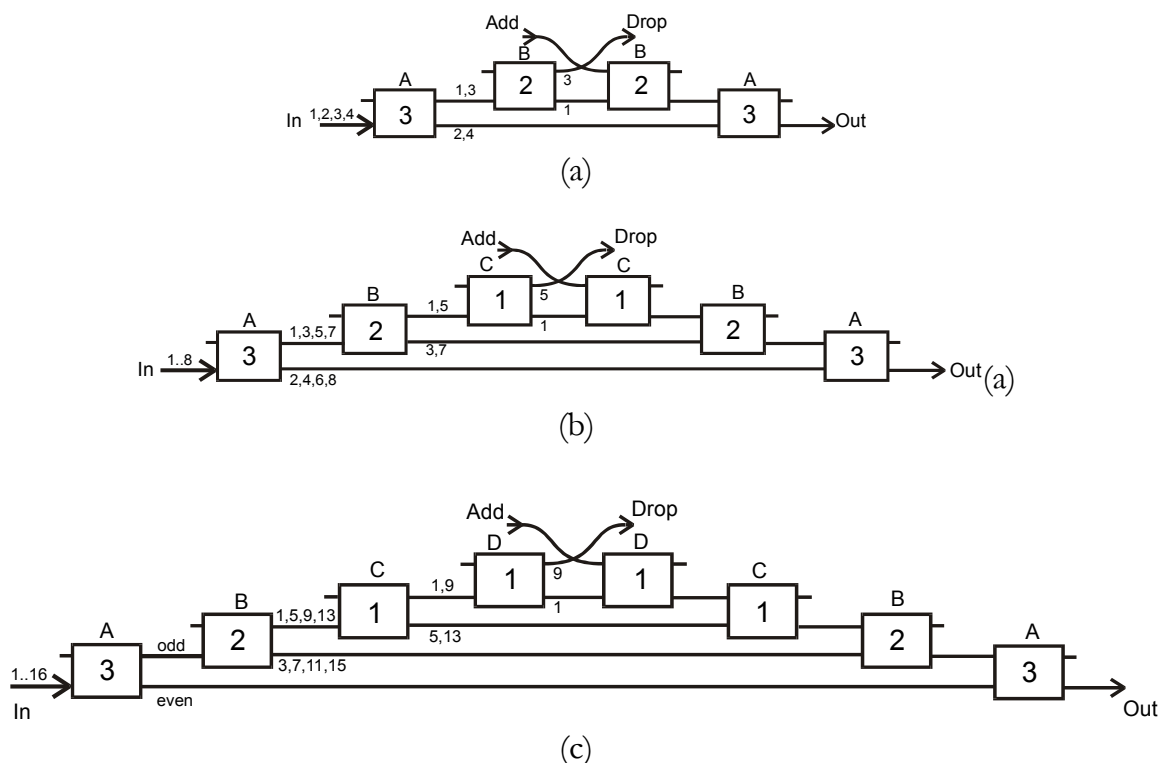 Add Drop
B B
2 3 2
A 1,3 1 A
In 1,2,3,4 3 2,4 3 Out
(a)
Add Drop
C C
B 1,5 1 5 1 B
A 1,3,5,7 2 3,7 1 2 A
In 1..8 3 2,4,6,8 3 Out (a)
(b)
Add Drop
D D
C 1,9 1 9 1 C
B 1,5,9,13 1 5,13 1 1 B
A odd 2 3,7,11,15 2 A
1..16 3 even 3
In Out
(c)